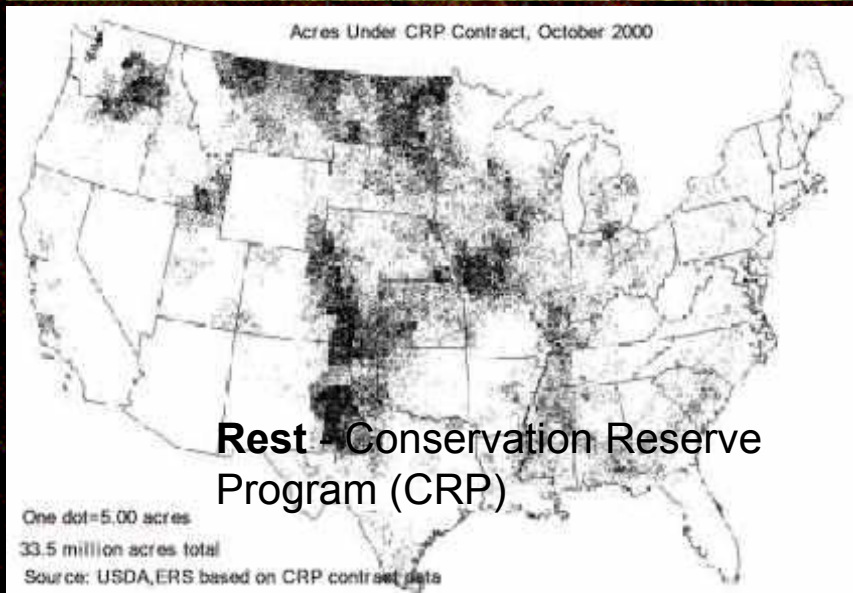 Acres Under CRP Contract, October 2000
Rest - Conservation Reserve
Program (CRP)
One dot=5.00 acres
33.5 million acres total
Source: USDA,ERS based on CRP contract data